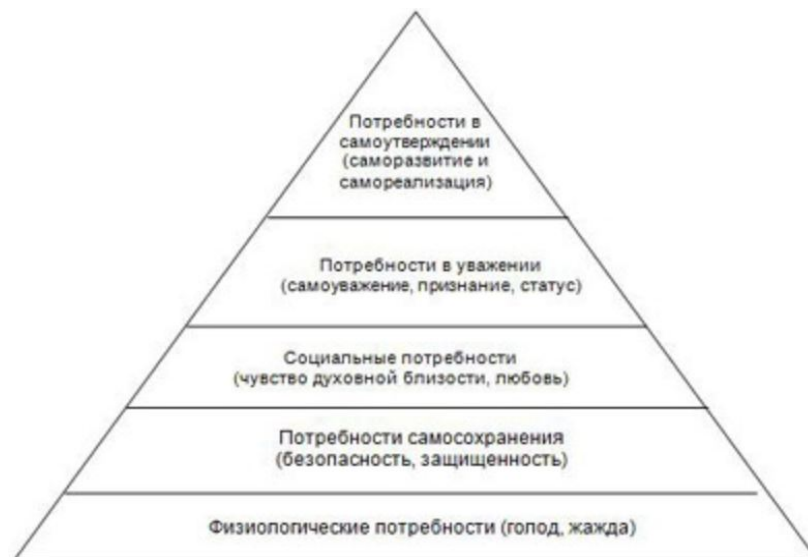 Потребности в
самоутверждении
(саморазвитие и
самореализация)
Потребности в уважении
(самоуважение, признание, статус)
Социальные потребности
(чувство духовной близости, любовь)
Потребности самосохранения
(безопасность, защищенность)
Физиологические потребности (голод, жажда)